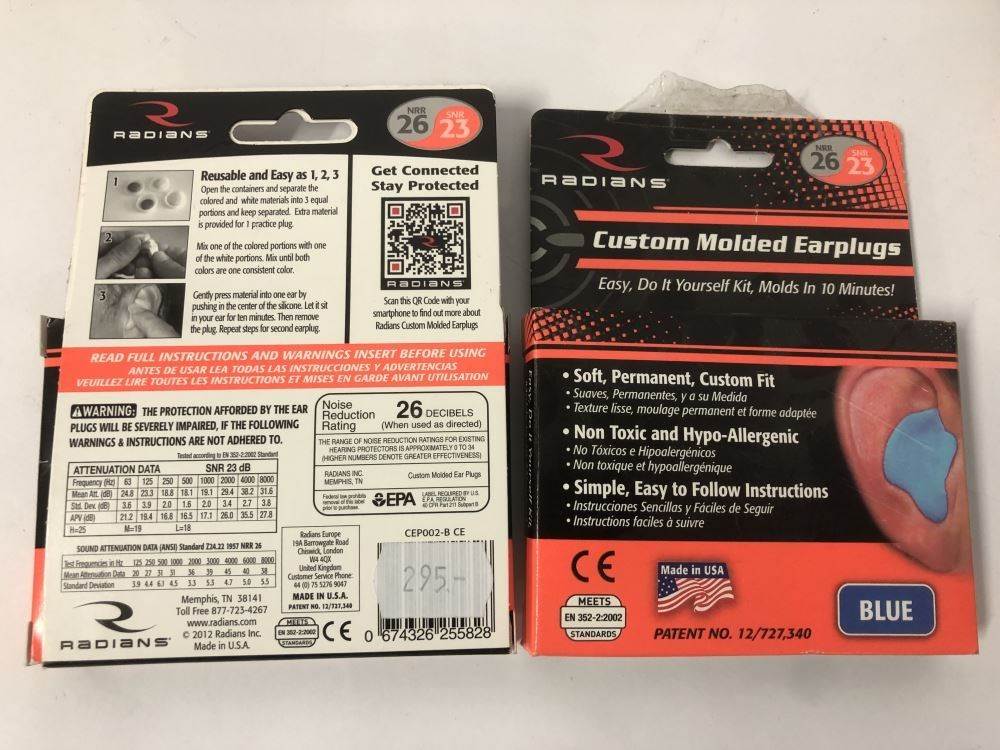 RADIANS
NRR
26
SNR
23
1
Reusable and Easy as 1, 2, 3
Open the containers and separate the
colored and white materials into 3 equal
portions and keep separated. Extra material
is provided for 1 practice plug.
2
Mix one of the colored portions with one
of the white portions. Mix until both
colors are one consistent color.
3
Gently press material into one ear by
pushing in the center of the silicone. Let it sit
in your ear for ten minutes. Then remove
the plug. Repeat steps for second earplug.
Get Connected
Stay Protected
RADIANS
Scan this QR Code with your
smartphone to find out more about
Radians Custom Molded Earplugs
READ FULL INSTRUCTIONS AND WARNINGS INSERT BEFORE USING
ANTES DE USAR LEA TODAS LAS INSTRUCCIONES Y ADVERTENCIAS
VEUILLEZ LIRE TOUTES LES INSTRUCTIONS ET MISES EN GARDE AVANT UTILISATION
WARNING: THE PROTECTION AFFORDED BY THE EAR
PLUGS WILL BE SEVERELY IMPAIRED, IF THE FOLLOWING
WARNINGS & INSTRUCTIONS ARE NOT ADHERED TO.
Tested according to EN 352-2:2002 Standard
ATTENUATION DATA SNR 23 dB
Frequency (Hz) 63 125 250 500 1000 2000 4000 8000
Mean Att. (dB) 24.8 23.3 18.8 18.1 19.1 29.4 38.2 31.6
Std. Dev. (dB) 3.6 3.9 2.0 1.6 2.0 3.4 2.7 3.8
APV (dB) 21.2 19.4 16.8 16.5 17.1 26.0 35.5 27.8
H=25 M=19 L=18
SOUND ATTENUATION DATA (ANSI) Standard Z24.22 1957 NRR 26
Test Frequencies in Hz 125 250 500 1000 2000 3000 4000 6000 8000
Mean Attenuation Data 20 27 31 31 36 39 45 40 38
Standard Deviation 3.9 4.4 6.3 4.5 3.3 5.3 4.7 5.0 5.5
Noise
Reduction
Rating
26 DECIBELS
(When used as directed)
THE RANGE OF NOISE REDUCTION RATINGS FOR EXISTING
HEARING PROTECTORS IS APPROXIMATELY 0 TO 34
(HIGHER NUMBERS DENOTE GREATER EFFECTIVENESS)
RADIANS INC.
MEMPHIS, TN
Custom Molded Ear Plugs
Federal law prohibits
removal of this label
prior to purchase.
EPA
LABEL REQUIRED BY U.S.
E.P.A. REGULATION
40 CFR Part 211 Subpart B
RADIANS
Memphis, TN 38141
Toll Free 877-723-4267
www.radians.com
© 2012 Radians Inc.
Made in U.S.A.
Radians Europe
19A Barrowgate Road
Chiswick, London
W4 4QX
United Kingdom
Customer Service Phone:
44 (0) 75 5276 9047
MADE IN U.S.A.
PATENT NO. 12/727,340
MEETS
EN 352-2:2002
STANDARDS
CE
CEP002-B CE
295.-
0 674326 255828
RADIANS
NRR
26
SNR
23
Custom Molded Earplugs
Easy, Do It Yourself Kit, Molds In 10 Minutes!
• Soft, Permanent, Custom Fit
• Suaves, Permanentes, y a su Medida
• Texture lisse, moulage permanent et forme adaptée
• Non Toxic and Hypo-Allergenic
• No Tóxicos e Hipoalergénicos
• Non toxique et hypoallergénique
• Simple, Easy to Follow Instructions
• Instrucciones Sencillas y Fáciles de Seguir
• Instructions faciles à suivre
CE
Made in USA
MEETS
EN 352-2:2002
STANDARDS
PATENT NO. 12/727,340
BLUE